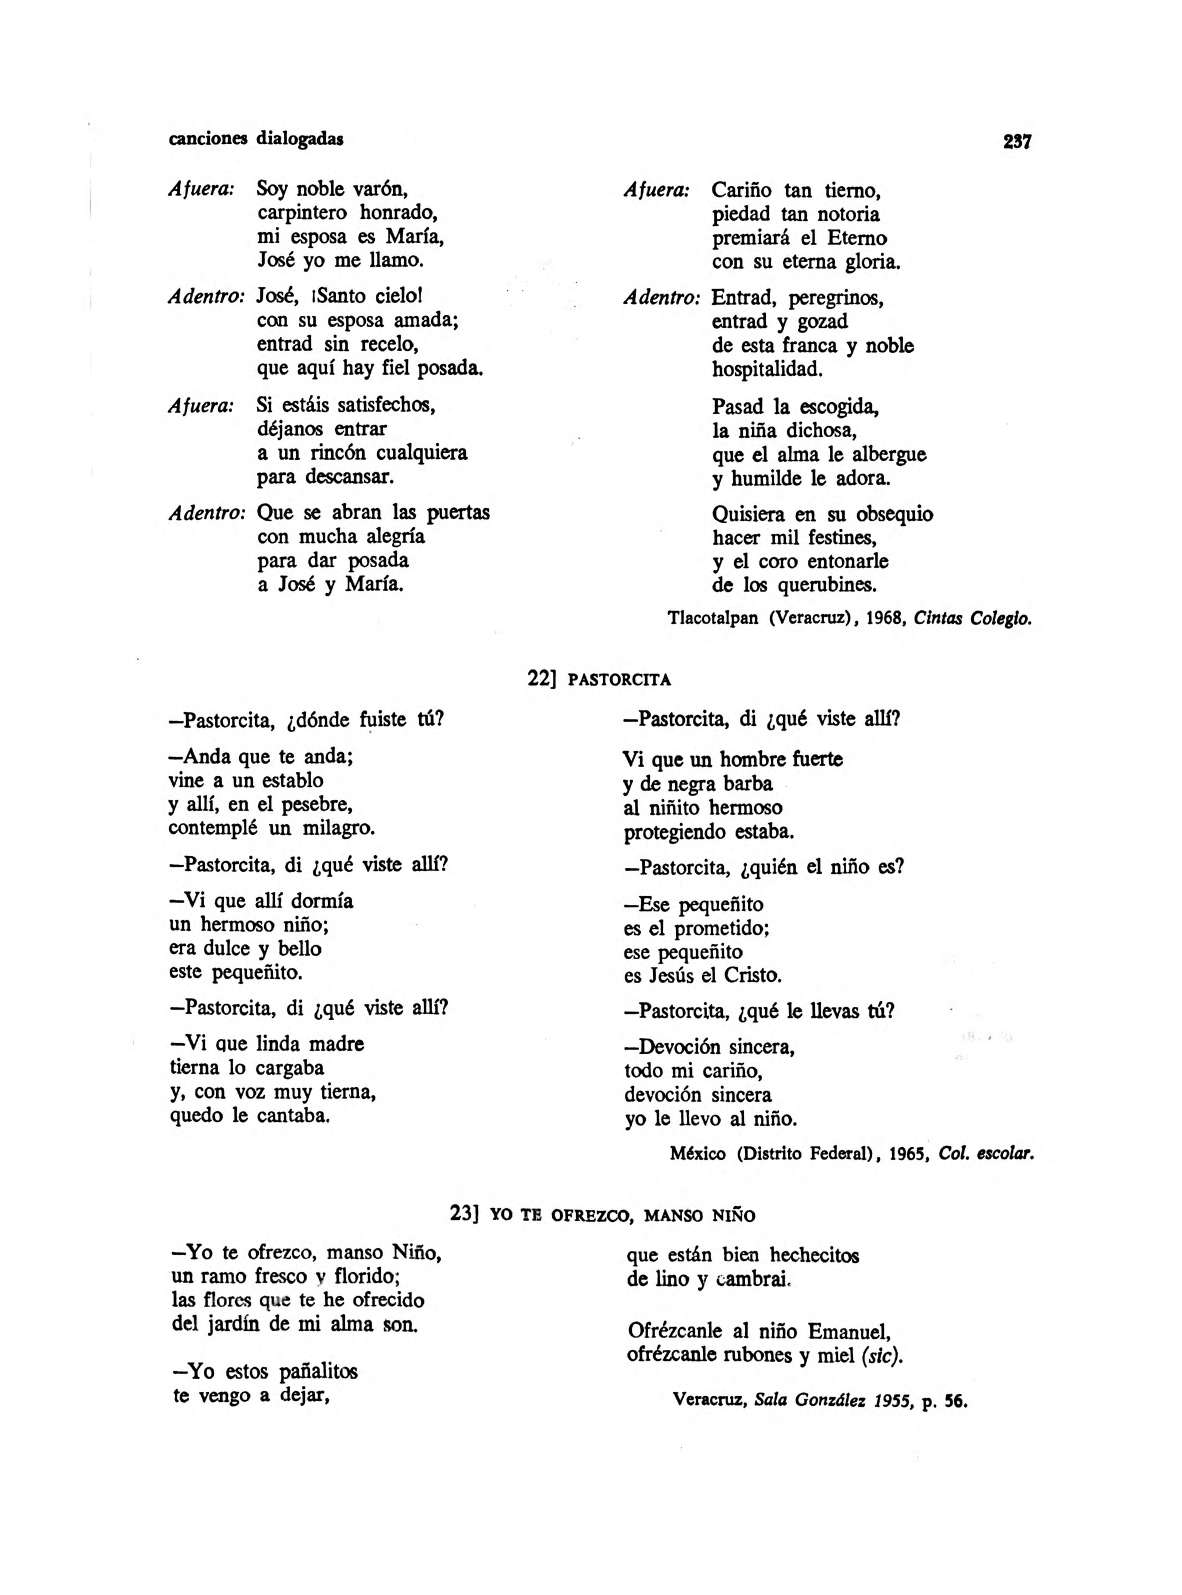 canciones dialogadas
237
Afuera: Soy noble varón,
carpintero honrado,
mi esposa es María,
José yo me llamo.
Adentro: José, ¡Santo cielo!
con su esposa amada;
entrad sin recelo,
que aquí hay fiel posada.
Afuera: Si estáis satisfechos,
déjanos entrar
a un rincón cualquiera
para descansar.
Adentro: Que se abran las puertas
con mucha alegría
para dar posada
a José y María.
Afuera: Cariño tan tierno,
piedad tan notoria
premiará el Eterno
con su eterna gloria.
Adentro: Entrad, peregrinos,
entrad y gozad
de esta franca y noble
hospitalidad.
Pasad la escogida,
la niña dichosa,
que el alma le albergue
y humilde le adora.
Quisiera en su obsequio
hacer mil festines,
y el coro entonarle
de los querubines.
Tlacotalpan (Veracruz), 1968, Cintas Colegio.
22] PASTORCITA
—Pastorcita, ¿dónde fuiste tú?
—Anda que te anda;
vine a un establo
y allí, en el pesebre,
contemplé un milagro.
—Pastorcita, di ¿qué viste allí?
—Vi que allí dormía
un hermoso niño;
era dulce y bello
este pequeñito.
—Pastorcita, di ¿qué viste allí?
—Vi que linda madre
tierna lo cargaba
y, con voz muy tierna,
quedo le cantaba.
—Pastorcita, di ¿qué viste allí?
Vi que un hombre fuerte
y de negra barba
al niñito hermoso
protegiendo estaba.
—Pastorcita, ¿quién el niño es?
—Ese pequeñito
es el prometido;
ese pequeñito
es Jesús el Cristo.
—Pastorcita, ¿qué le llevas tú?
—Devoción sincera,
todo mi cariño,
devoción sincera
yo le llevo al niño.
México (Distrito Federal), 1965, Col. escolar.
23] YO TE OFREZCO, MANSO NIÑO
—Yo te ofrezco, manso Niño,
un ramo fresco y florido;
las flores que te he ofrecido
del jardín de mi alma son.
—Yo estos pañalitos
te vengo a dejar,
que están bien hechecitos
de lino y cambrai.
Ofrézcanle al niño Emanuel,
ofrézcanle rubones y miel (sic).
Veracruz, Sala González 1955, p. 56.